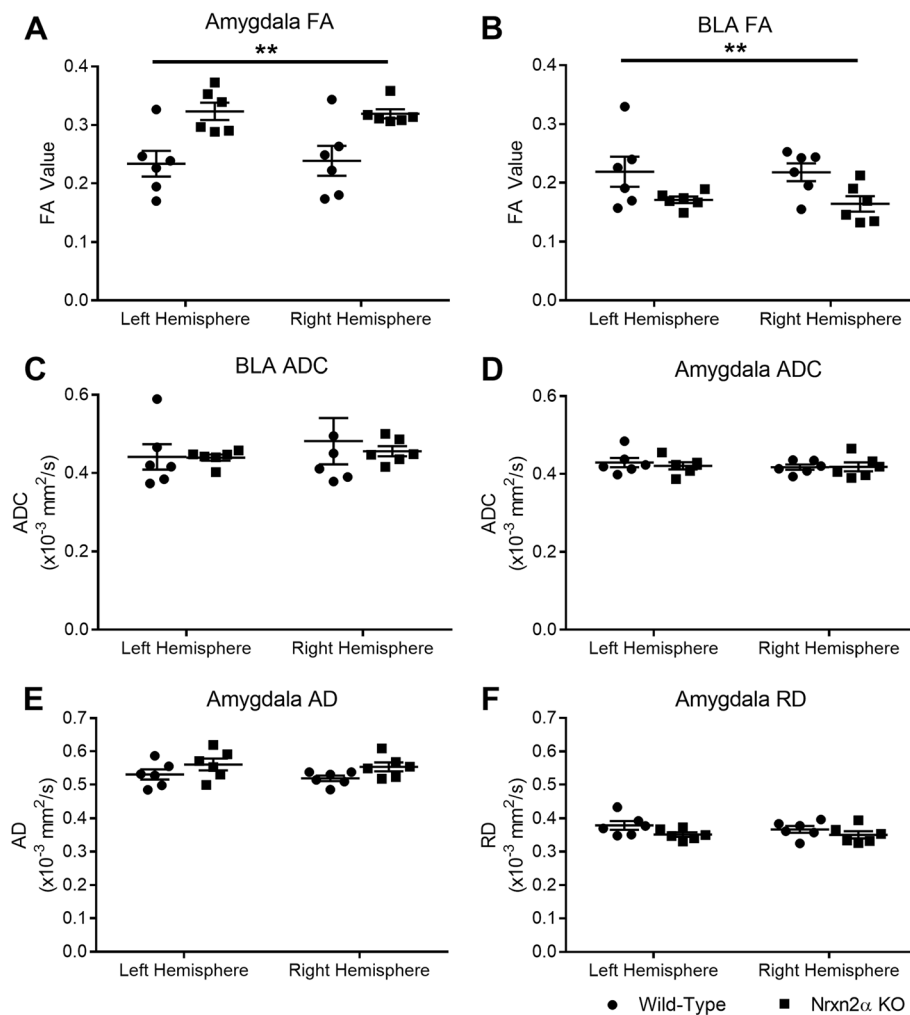 A
Amygdala FA
**
FA Value
0.4
0.3
0.2
0.1
0.0
Left Hemisphere
Right Hemisphere
B
BLA FA
**
FA Value
0.4
0.3
0.2
0.1
0.0
Left Hemisphere
Right Hemisphere
C
BLA ADC
ADC
(x10⁻³ mm²/s)
0.6
0.4
0.2
0.0
Left Hemisphere
Right Hemisphere
D
Amygdala ADC
ADC
(x10⁻³ mm²/s)
0.6
0.4
0.2
0.0
Left Hemisphere
Right Hemisphere
E
Amygdala AD
AD
(x10⁻³ mm²/s)
0.7
0.6
0.5
0.4
0.3
0.2
0.1
0.0
Left Hemisphere
Right Hemisphere
F
Amygdala RD
RD
(x10⁻³ mm²/s)
0.7
0.6
0.5
0.4
0.3
0.2
0.1
0.0
Left Hemisphere
Right Hemisphere
Wild-Type
Nrxn2α KO